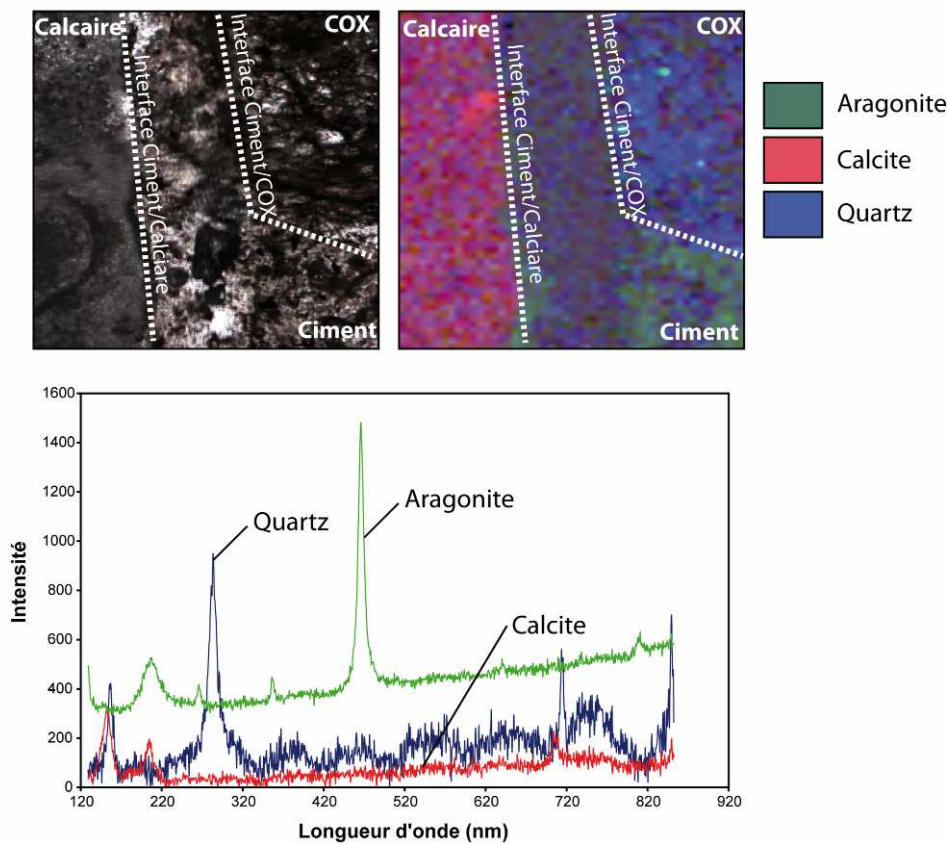 Calcaire
COX
Interface Ciment/Calciare
Interface Ciment/COX
Ciment
Calcaire
COX
Interface Ciment/Calciare
Interface Ciment/COX
Ciment
Aragonite
Calcite
Quartz
1600
1400
1200
1000
800
600
400
200
0
Intensité
Quartz
Aragonite
Calcite
120 220 320 420 520 620 720 820 920
Longueur d'onde (nm)